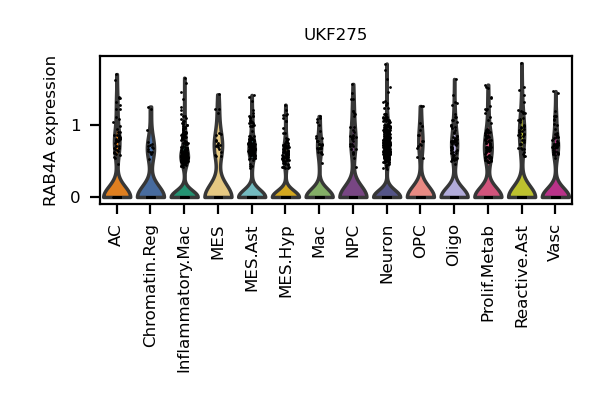 UKF275
RAB4A expression
1
0
AC
Chromatin.Reg
Inflammatory.Mac
MES
MES.Ast
MES.Hyp
Mac
NPC
Neuron
OPC
Oligo
Prolif.Metab
Reactive.Ast
Vasc